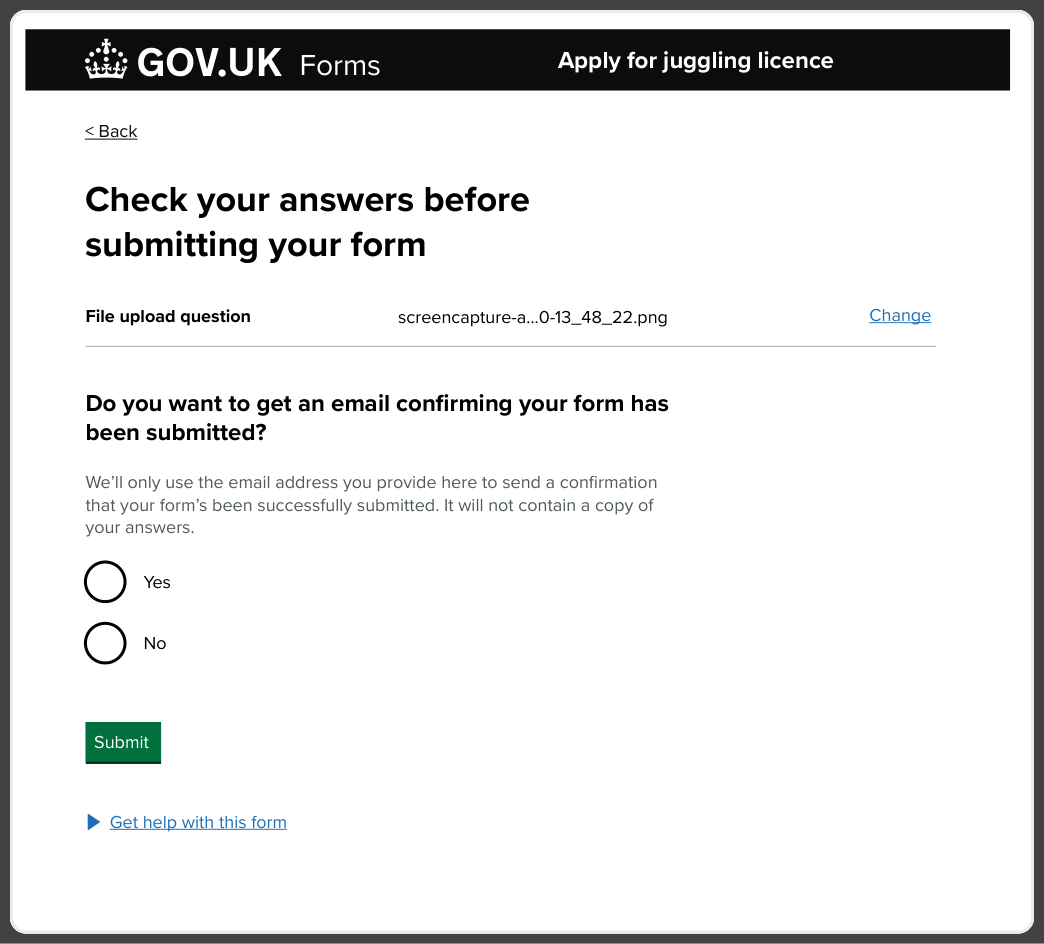 GOV.UK Forms Apply for juggling licence
< Back
Check your answers before
submitting your form
File upload question screencapture-a...0-13_48_22.png Change
Do you want to get an email confirming your form has
been submitted?
We’ll only use the email address you provide here to send a confirmation
that your form’s been successfully submitted. It will not contain a copy of
your answers.
Yes
No
Submit
Get help with this form